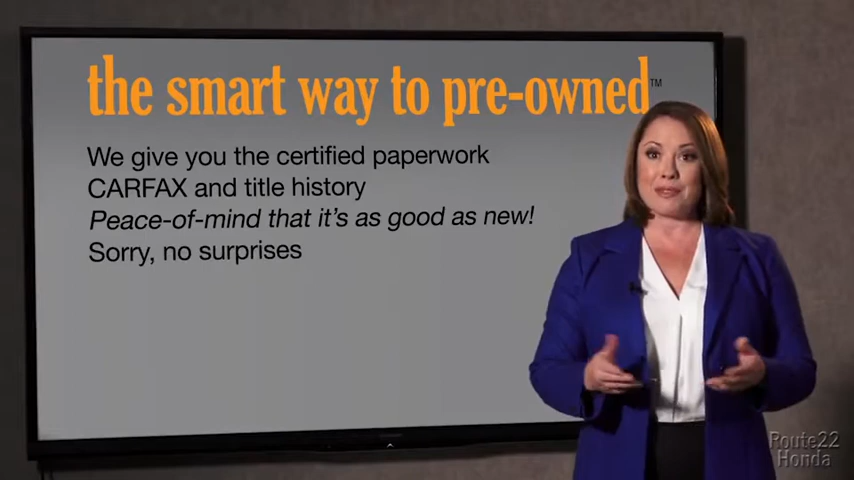 the smart way to pre-owned™
We give you the certified paperwork
CARFAX and title history
Peace-of-mind that it's as good as new!
Sorry, no surprises
Route22
Honda